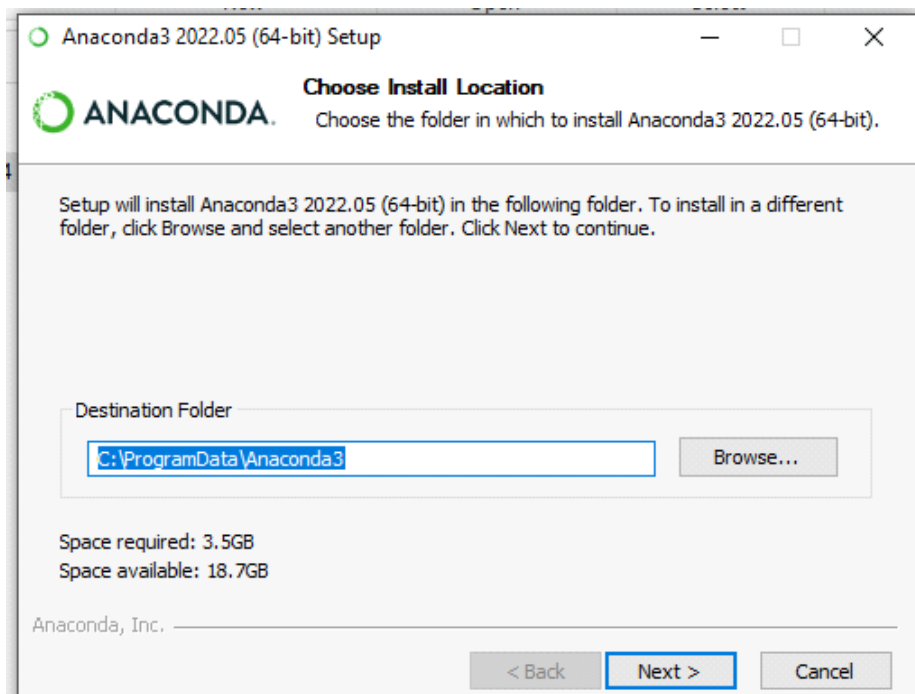 Anaconda3 2022.05 (64-bit) Setup
ANACONDA.
Choose Install Location
Choose the folder in which to install Anaconda3 2022.05 (64-bit).
Setup will install Anaconda3 2022.05 (64-bit) in the following folder. To install in a different
folder, click Browse and select another folder. Click Next to continue.
Destination Folder
C:\ProgramData\Anaconda3
Browse...
Space required: 3.5GB
Space available: 18.7GB
Anaconda, Inc.
< Back
Next >
Cancel